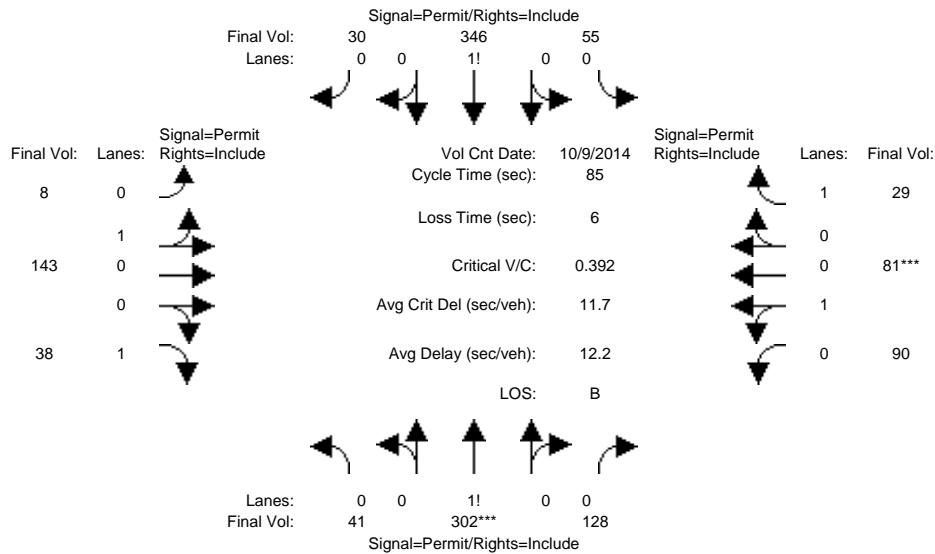 Signal=Permit/Rights=Include
Final Vol: 30 346 55
Lanes: 0 0 1! 0 0
Signal=Permit Signal=Permit
Final Vol: Lanes: Rights=Include Vol Cnt Date: 10/9/2014 Rights=Include Lanes: Final Vol:
Cycle Time (sec): 85
8 0 1 29
Loss Time (sec): 6
1 0
143 0 Critical V/C: 0.392 0 81***
0 Avg Crit Del (sec/veh): 11.7 1
38 1 Avg Delay (sec/veh): 12.2 0 90
LOS: B
Lanes: 0 0 1! 0 0
Final Vol: 41 302*** 128
Signal=Permit/Rights=Include